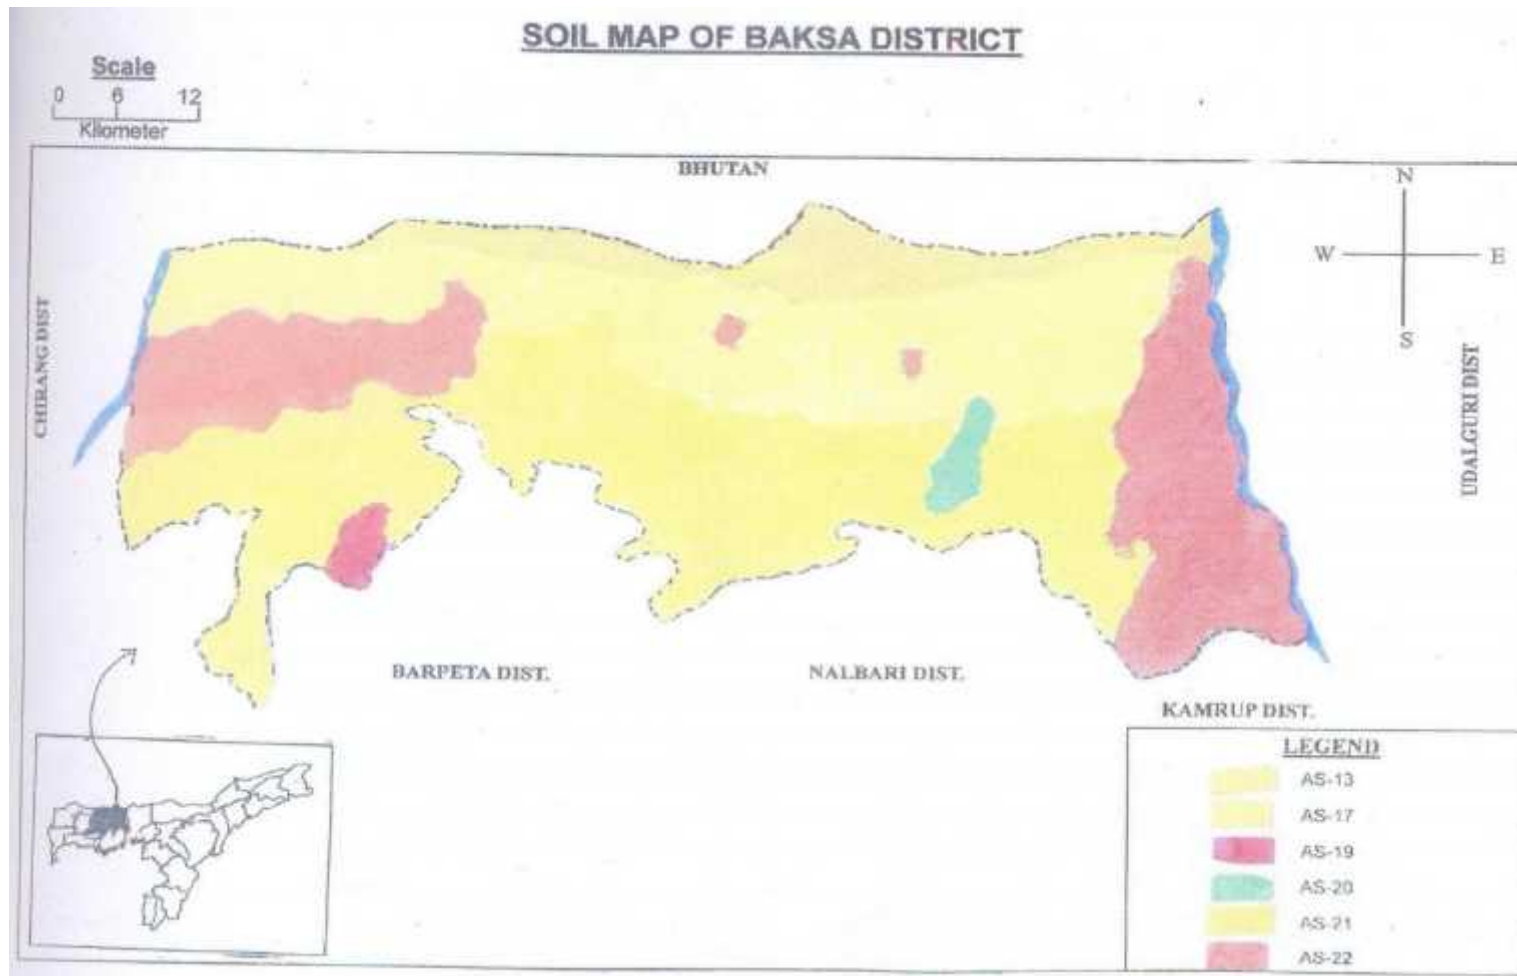 SOIL MAP OF BAKSA DISTRICT
Scale
0 6 12
Kilometer
BHUTAN
N
W E
S
CHIRANG DIST
UDALGURI DIST
BARPETA DIST.
NALBARI DIST.
KAMRUP DIST.
LEGEND
AS-13
AS-17
AS-19
AS-20
AS-21
AS-22